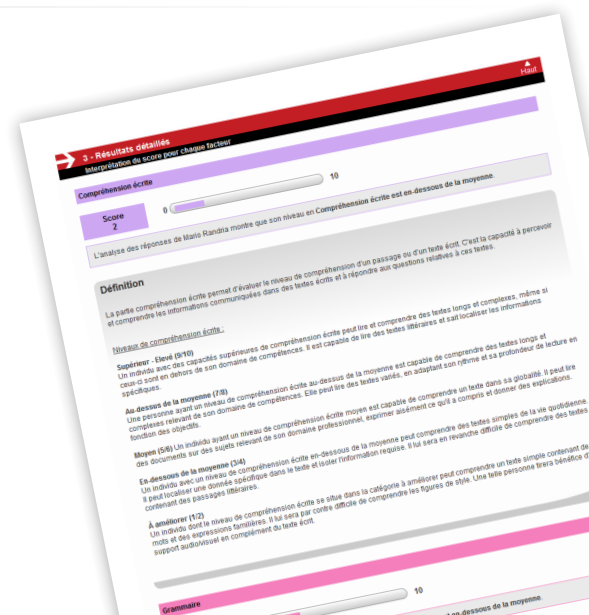 Haut
3 - Résultats détaillés
Interprétation du score pour chaque facteur
Compréhension écrite
Score
2
0
10
L'analyse des réponses de Mario Randria montre que son niveau en Compréhension écrite est en-dessous de la moyenne.
Définition
La partie compréhension écrite permet d'évaluer le niveau de compréhension d'un passage ou d'un texte écrit. C'est la capacité à percevoir
et comprendre les informations communiquées dans des textes écrits et à répondre aux questions relatives à ces textes.
Niveaux de compréhension écrite :
Supérieur - Elevé (9/10)
Un individu avec des capacités supérieures de compréhension écrite peut lire et comprendre des textes longs et complexes, même si
ceux-ci sont en dehors de son domaine de compétences. Il est capable de lire des textes littéraires et sait localiser les informations
spécifiques.
Au-dessus de la moyenne (7/8)
Une personne ayant un niveau de compréhension écrite au-dessus de la moyenne est capable de comprendre des textes longs et
complexes relevant de son domaine de compétences. Elle peut lire des textes variés, en adaptant son rythme et sa profondeur de lecture en
fonction des objectifs.
Moyen (5/6) Un individu ayant un niveau de compréhension écrite moyen est capable de comprendre un texte dans sa globalité. Il peut lire
des documents sur des sujets relevant de son domaine professionnel, exprimer aisément ce qu'il a compris et donner des explications.
En-dessous de la moyenne (3/4)
Un individu avec un niveau de compréhension écrite en-dessous de la moyenne peut comprendre des textes simples de la vie quotidienne.
Il peut localiser une donnée spécifique dans le texte et isoler l'information requise. Il lui sera en revanche difficile de comprendre des textes
contenant des passages littéraires.
À améliorer (1/2)
Un individu dont le niveau de compréhension écrite se situe dans la catégorie à améliorer peut comprendre un texte simple contenant de
mots et des expressions familières. Il lui sera par contre difficile de comprendre les figures de style. Une telle personne tirera bénéfice d'
support audio/visuel en complément du texte écrit.
Grammaire
10
en-dessous de la moyenne